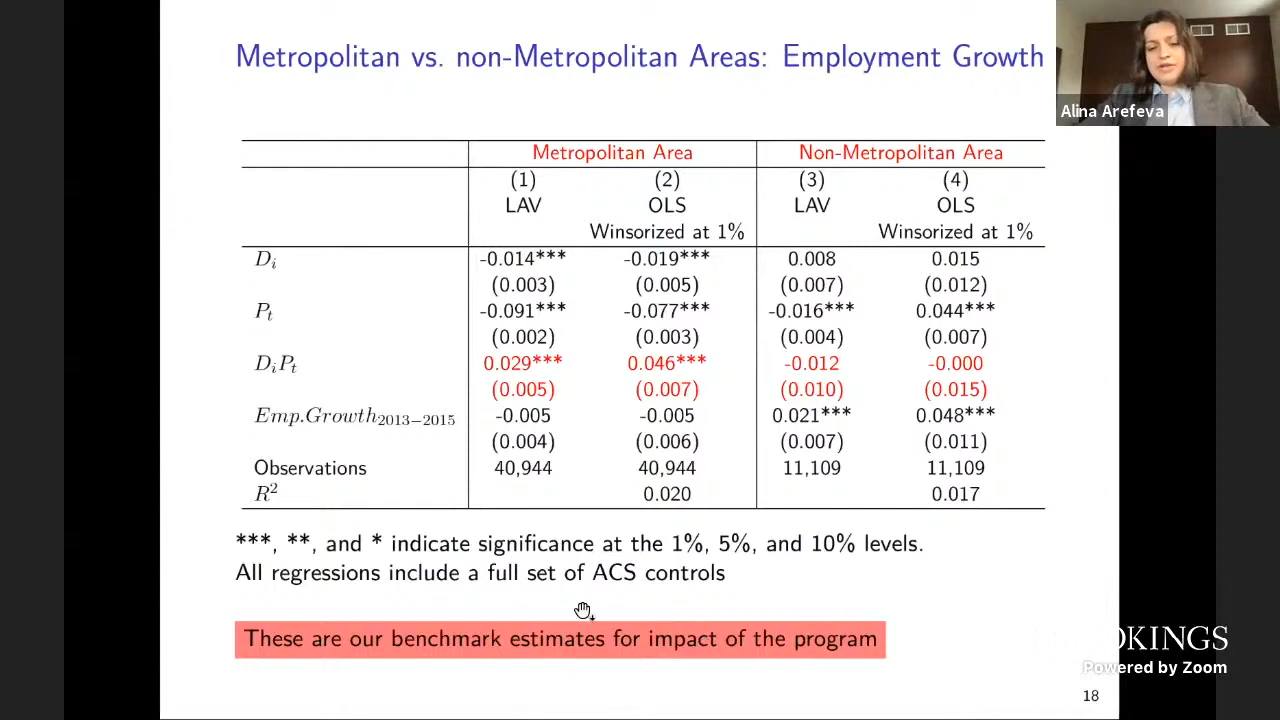 Metropolitan vs. non-Metropolitan Areas: Employment Growth
Alina Arefeva
Metropolitan Area Non-Metropolitan Area
(1) (2) (3) (4)
LAV OLS LAV OLS
Winsorized at 1% Winsorized at 1%
D_i -0.014*** -0.019*** 0.008 0.015
(0.003) (0.005) (0.007) (0.012)
P_t -0.091*** -0.077*** -0.016*** 0.044***
(0.002) (0.003) (0.004) (0.007)
D_iP_t 0.029*** 0.046*** -0.012 -0.000
(0.005) (0.007) (0.010) (0.015)
Emp.Growth_2013−2015 -0.005 -0.005 0.021*** 0.048***
(0.004) (0.006) (0.007) (0.011)
Observations 40,944 40,944 11,109 11,109
R² 0.020 0.017
***, **, and * indicate significance at the 1%, 5%, and 10% levels.
All regressions include a full set of ACS controls
These are our benchmark estimates for impact of the program
OKINGS
Powered by Zoom
18